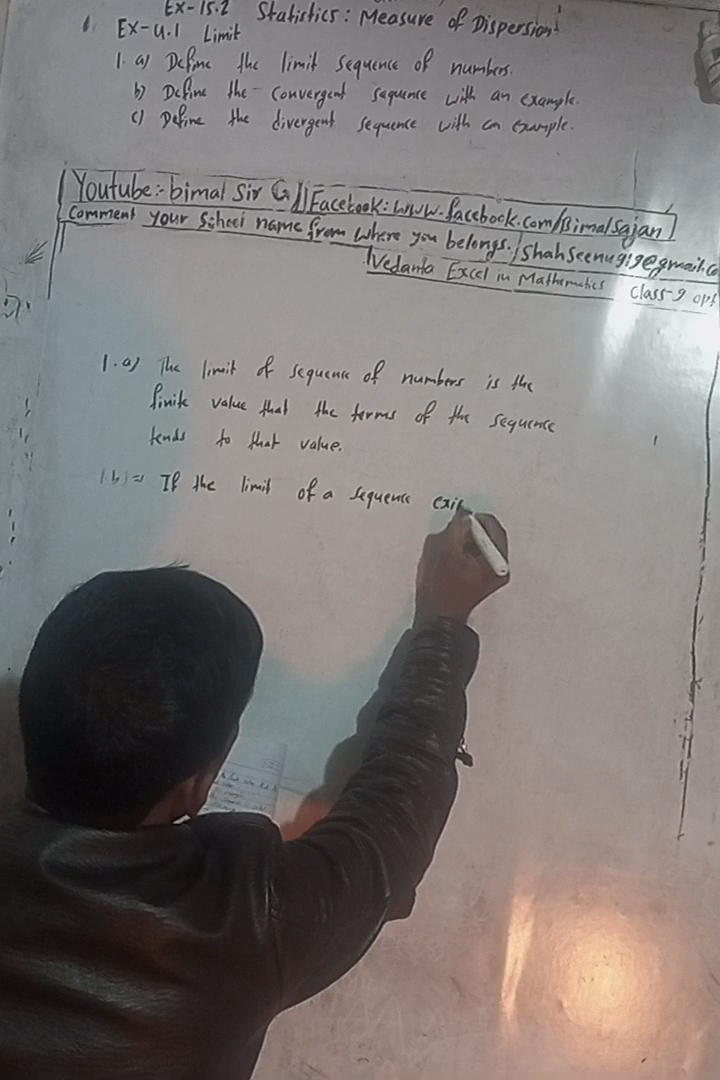 Ex-15.2 Statistics: Measure of Dispersion
Ex-4.1 Limit
1. a) Define the limit sequence of numbers.
b) Define the convergent sequence with an example.
c) Define the divergent sequence with an example.
Youtube:- bimal Sir G // Facebook: www.facebook.com/Bimalsajan
Comment your School name from where you belongs. /
Vedanta Excel in Mathematics Class-9 opt
1.a) The limit of sequence of numbers is the
finite value that the terms of the sequence
tends to that value.
1.b) = If the limit of a sequence exi